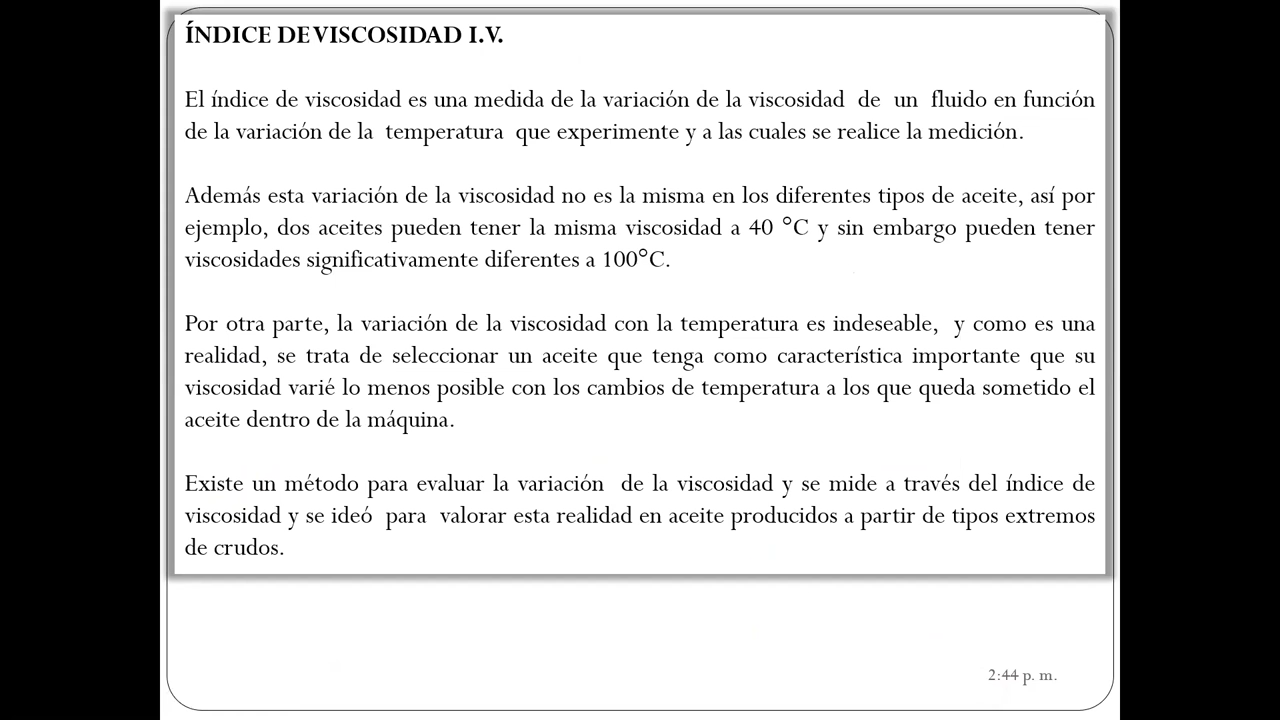 ÍNDICE DE VISCOSIDAD I.V.
El índice de viscosidad es una medida de la variación de la viscosidad de un fluido en función
de la variación de la temperatura que experimente y a las cuales se realice la medición.
Además esta variación de la viscosidad no es la misma en los diferentes tipos de aceite, así por
ejemplo, dos aceites pueden tener la misma viscosidad a 40 °C y sin embargo pueden tener
viscosidades significativamente diferentes a 100°C.
Por otra parte, la variación de la viscosidad con la temperatura es indeseable, y como es una
realidad, se trata de seleccionar un aceite que tenga como característica importante que su
viscosidad varié lo menos posible con los cambios de temperatura a los que queda sometido el
aceite dentro de la máquina.
Existe un método para evaluar la variación de la viscosidad y se mide a través del índice de
viscosidad y se ideó para valorar esta realidad en aceite producidos a partir de tipos extremos
de crudos.
2:44 p. m.